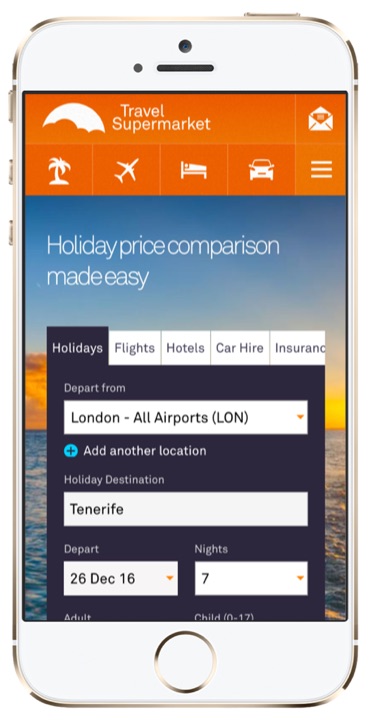 Travel
Supermarket
Holiday price comparison
made easy
Holidays Flights Hotels Car Hire Insuranc
Depart from
London - All Airports (LON)
Add another location
Holiday Destination
Tenerife
Depart Nights
26 Dec 16 7
Adult Child (0-17)